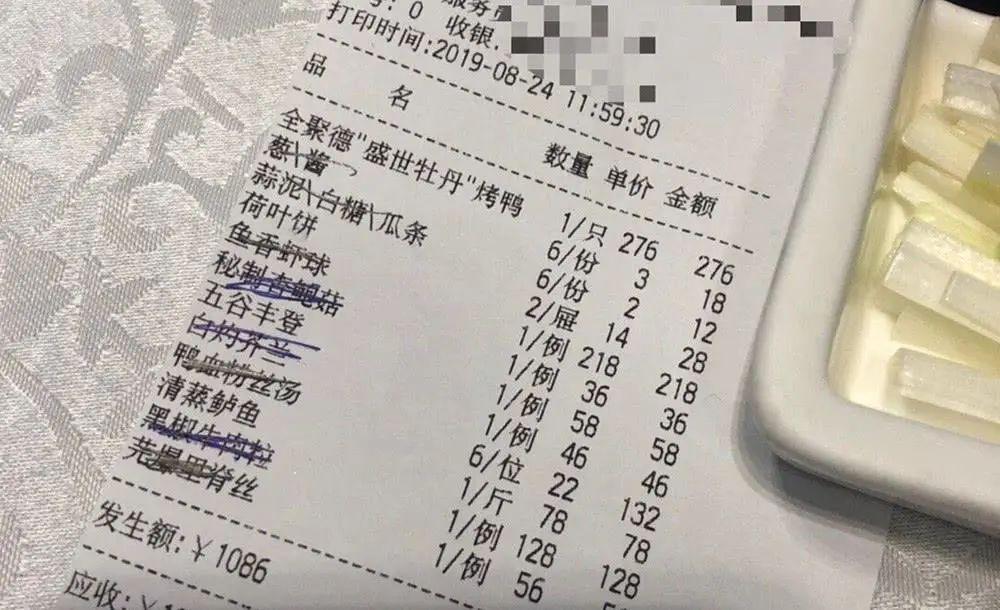 : 0 收银.
打印时间:2019-08-24 11:59:30
品 名 数量 单价 金额
全聚德"盛世牡丹"烤鸭 1/只 276 276
葱\酱 6/份 3 18
蒜泥\白糖\瓜条 6/份 2 12
荷叶饼 2/屉 14 28
鱼香虾球 1/例 218 218
秘制杏鲍菇 1/例 36 36
五谷丰登 1/例 58 58
白灼芥兰 1/例 46 46
鸭血粉丝汤 6/位 22 132
清蒸鲈鱼 1/斤 78 78
黑椒牛肉粒 1/例 128 128
芫爆里脊丝 1/例 56
发生额:￥1086
应收:￥